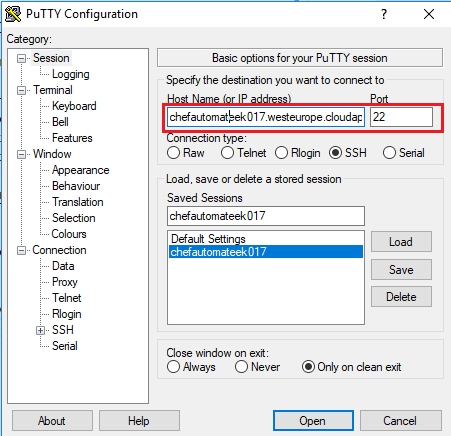 PuTTY Configuration
?
Category:
Session
Logging
Terminal
Keyboard
Bell
Features
Window
Appearance
Behaviour
Translation
Selection
Colours
Connection
Data
Proxy
Telnet
Rlogin
SSH
Serial
Basic options for your PuTTY session
Specify the destination you want to connect to
Host Name (or IP address) Port
chefautomateek017.westeurope.cloudap 22
Connection type:
Raw Telnet Rlogin SSH Serial
Load, save or delete a stored session
Saved Sessions
chefautomateek017
Default Settings
chefautomateek017
Load
Save
Delete
Close window on exit:
Always Never Only on clean exit
About Help Open Cancel